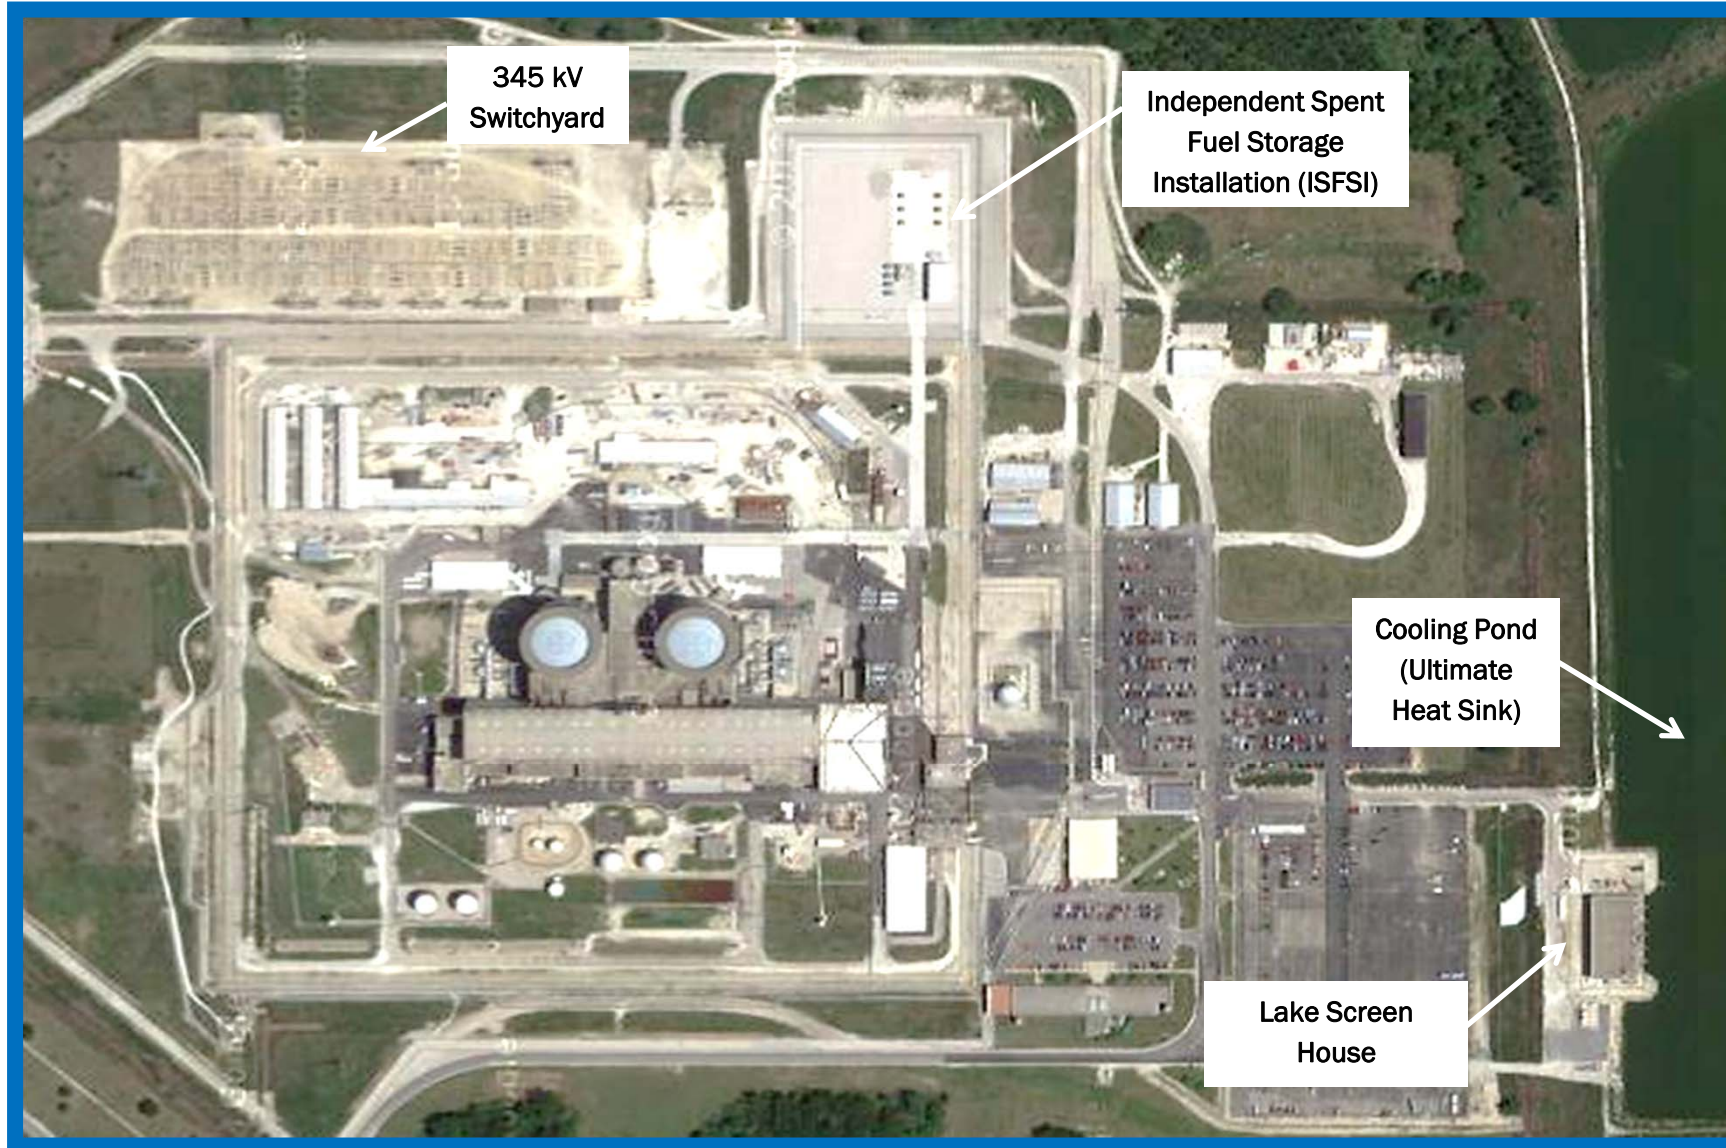 345 kV
Switchyard
Independent Spent
Fuel Storage
Installation (ISFSI)
Cooling Pond
(Ultimate
Heat Sink)
Lake Screen
House